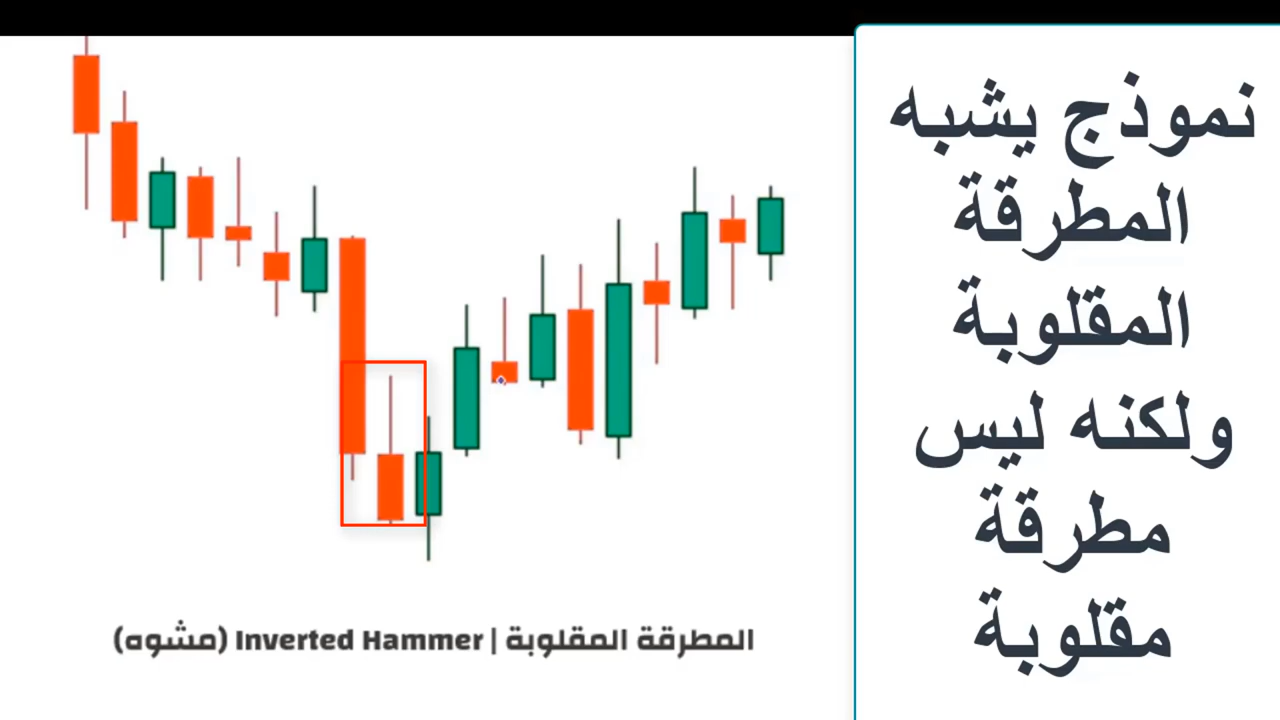 نموذج يشبه
المطرقة
المقلوبة
ولكنه ليس
مطرقة
مقلوبة
المطرقة المقلوبة | Inverted Hammer (مشوه)